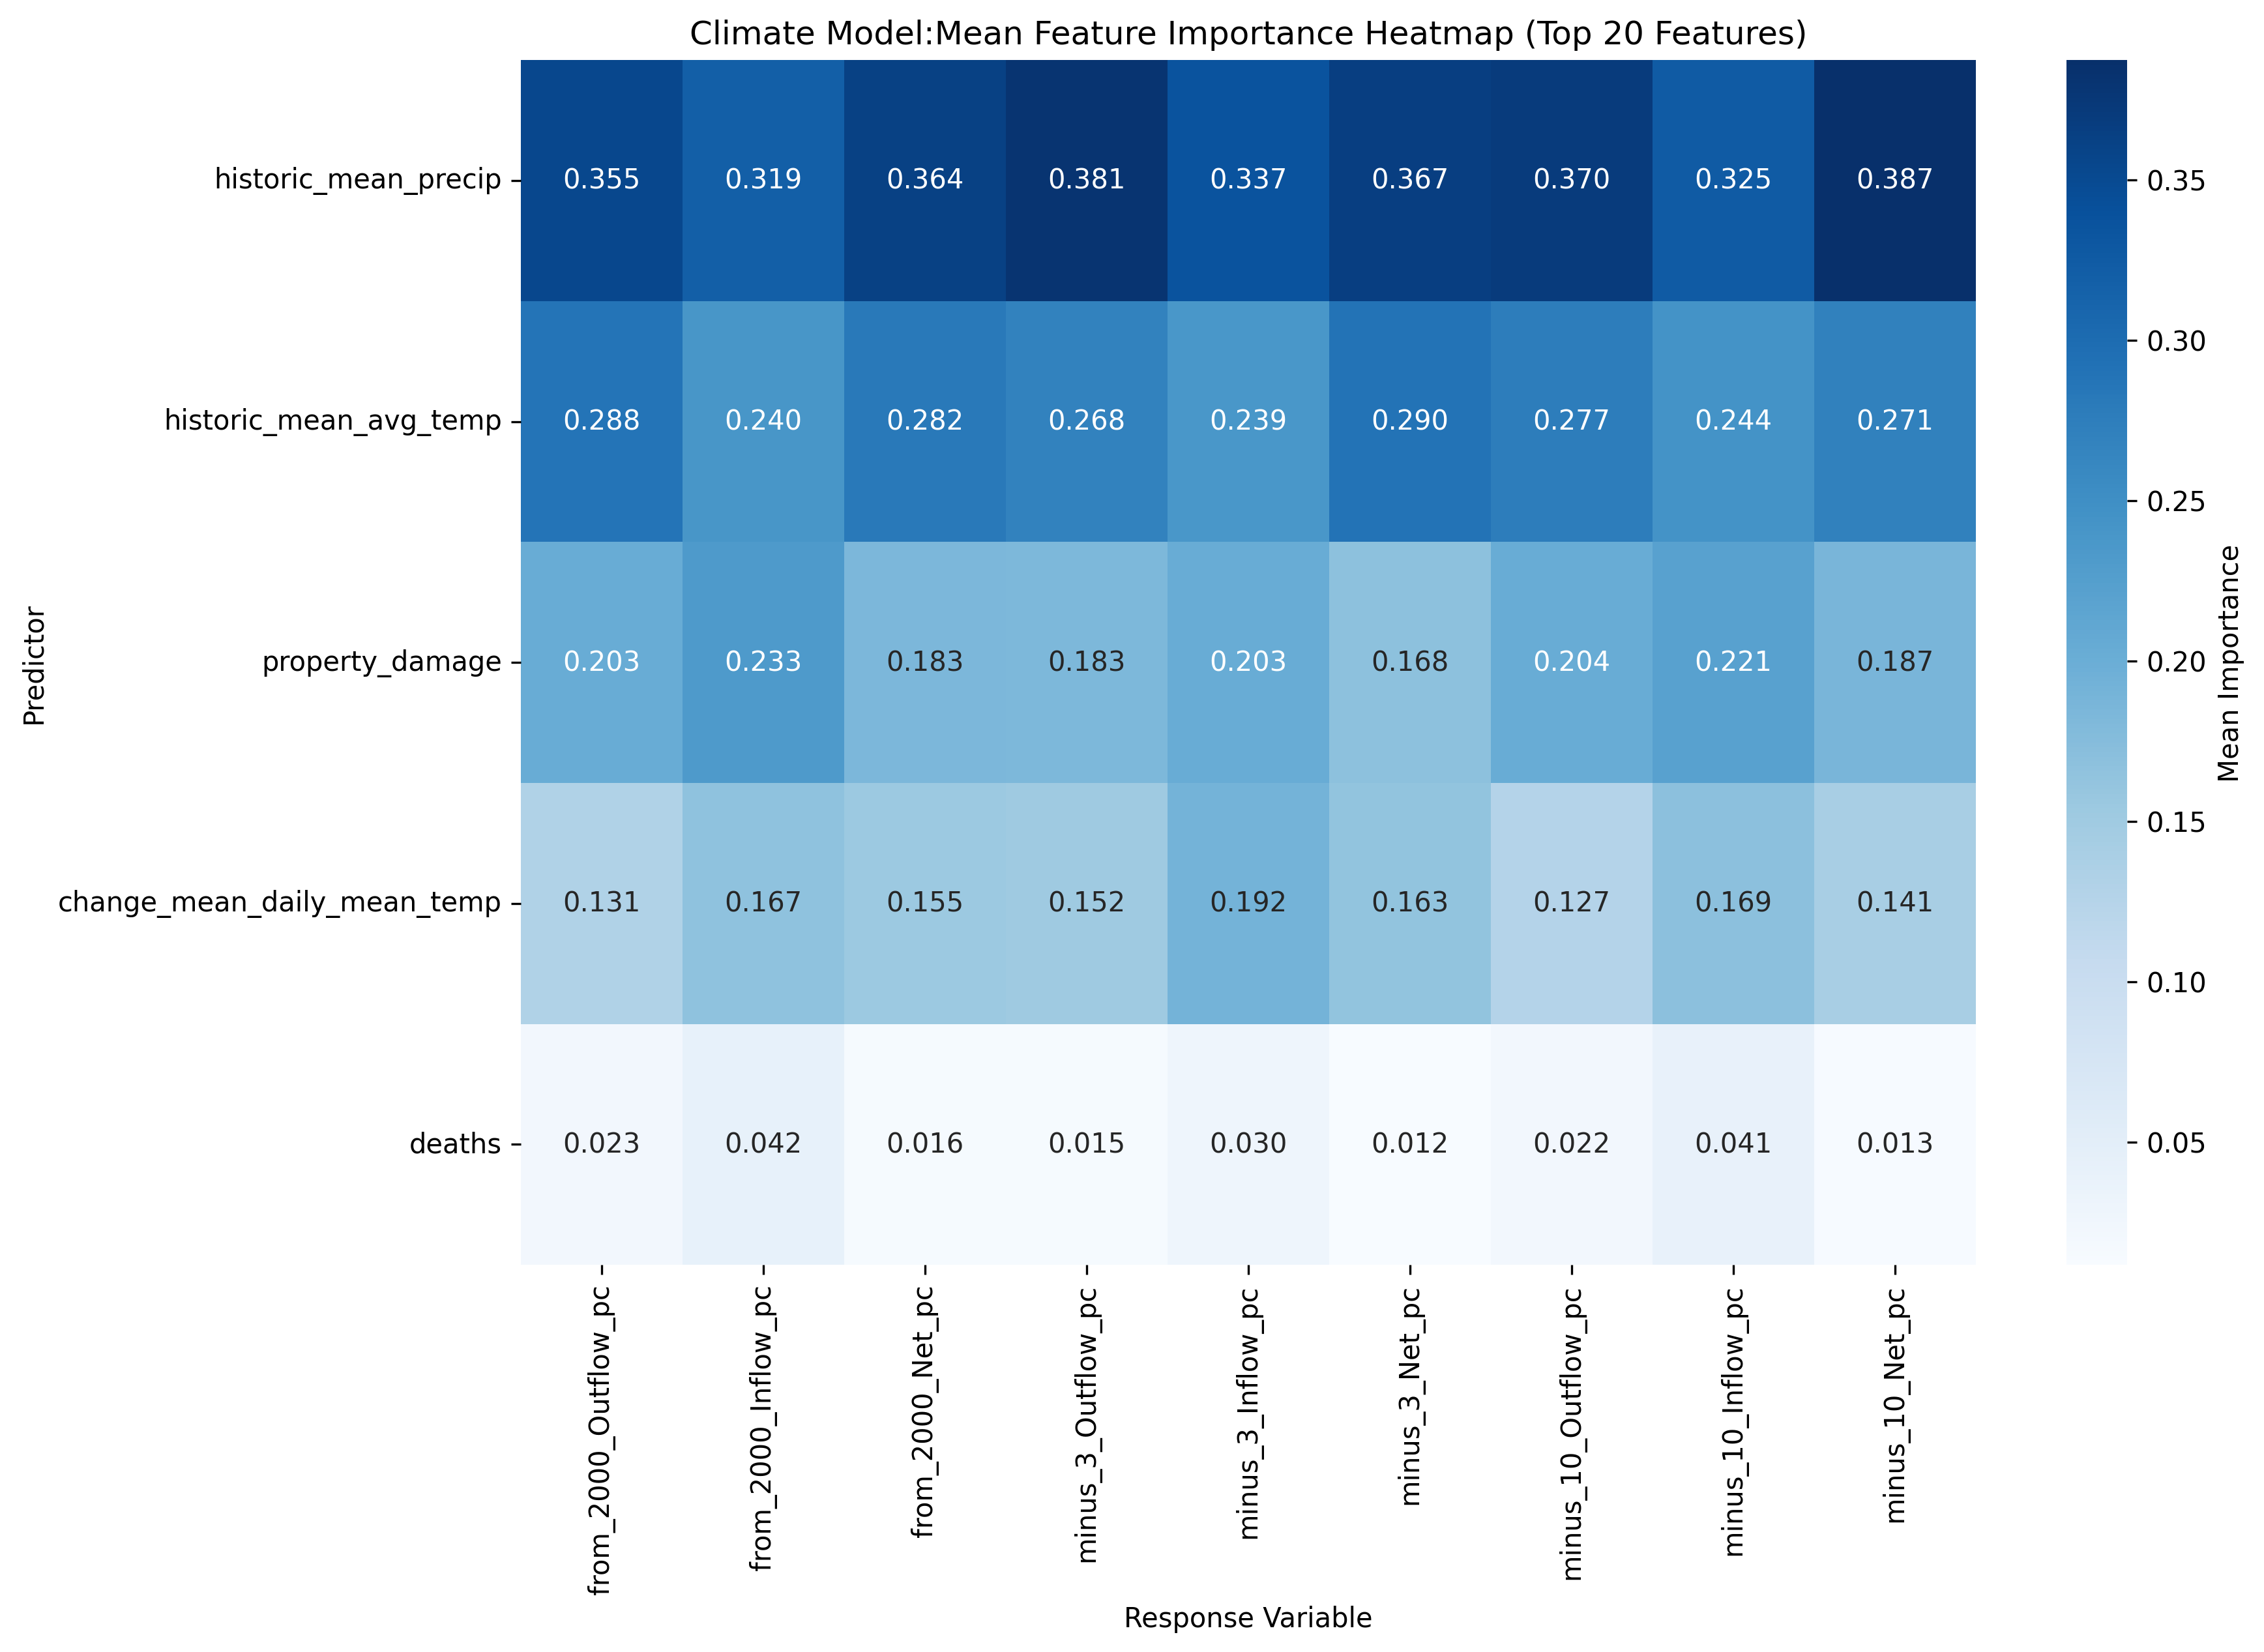 Climate Model:Mean Feature Importance Heatmap (Top 20 Features)
Predictor
historic_mean_precip 0.355 0.319 0.364 0.381 0.337 0.367 0.370 0.325 0.387
historic_mean_avg_temp 0.288 0.240 0.282 0.268 0.239 0.290 0.277 0.244 0.271
property_damage 0.203 0.233 0.183 0.183 0.203 0.168 0.204 0.221 0.187
change_mean_daily_mean_temp 0.131 0.167 0.155 0.152 0.192 0.163 0.127 0.169 0.141
deaths 0.023 0.042 0.016 0.015 0.030 0.012 0.022 0.041 0.013
from_2000_Outflow_pc
from_2000_Inflow_pc
from_2000_Net_pc
minus_3_Outflow_pc
minus_3_Inflow_pc
minus_3_Net_pc
minus_10_Outflow_pc
minus_10_Inflow_pc
minus_10_Net_pc
Response Variable
0.35
0.30
0.25
0.20
0.15
0.10
0.05
Mean Importance